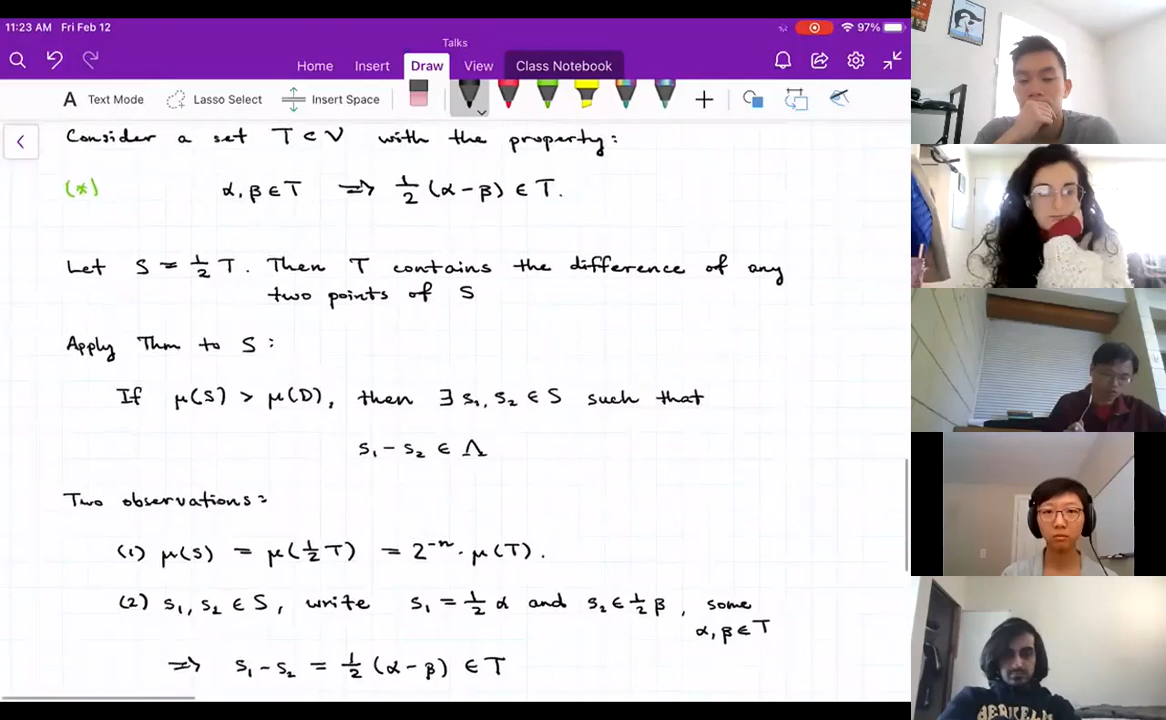 11:23 AM Fri Feb 12
97%
Talks
Home Insert Draw View Class Notebook
A Text Mode Lasso Select Insert Space
Consider a set T ⊂ V with the property:
(*) α, β ∈ T ⟹ 1/2 (α - β) ∈ T.
Let S = 1/2 T. Then T contains the difference of any
two points of S
Apply Thm to S:
If μ(S) > μ(D), then ∃ s₁, s₂ ∈ S such that
s₁ - s₂ ∈ Λ
Two observations:
(1) μ(S) = μ(1/2 T) = 2⁻ⁿ · μ(T).
(2) s₁, s₂ ∈ S, write s₁ = 1/2 α and s₂ ∈ 1/2 β, some
α, β ∈ T
⟹ s₁ - s₂ = 1/2 (α - β) ∈ T
BERKELEY